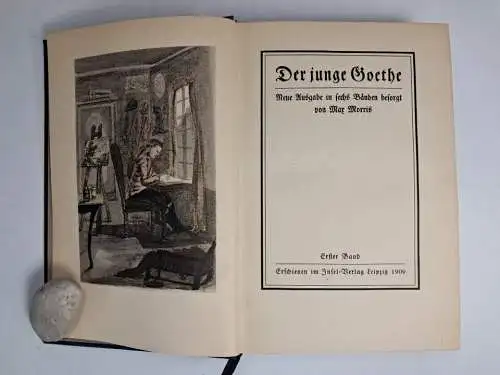 Der junge Goethe
Neue Ausgabe in sechs Bänden besorgt
von Max Morris
Erster Band
Erschienen im Insel-Verlag Leipzig 1909